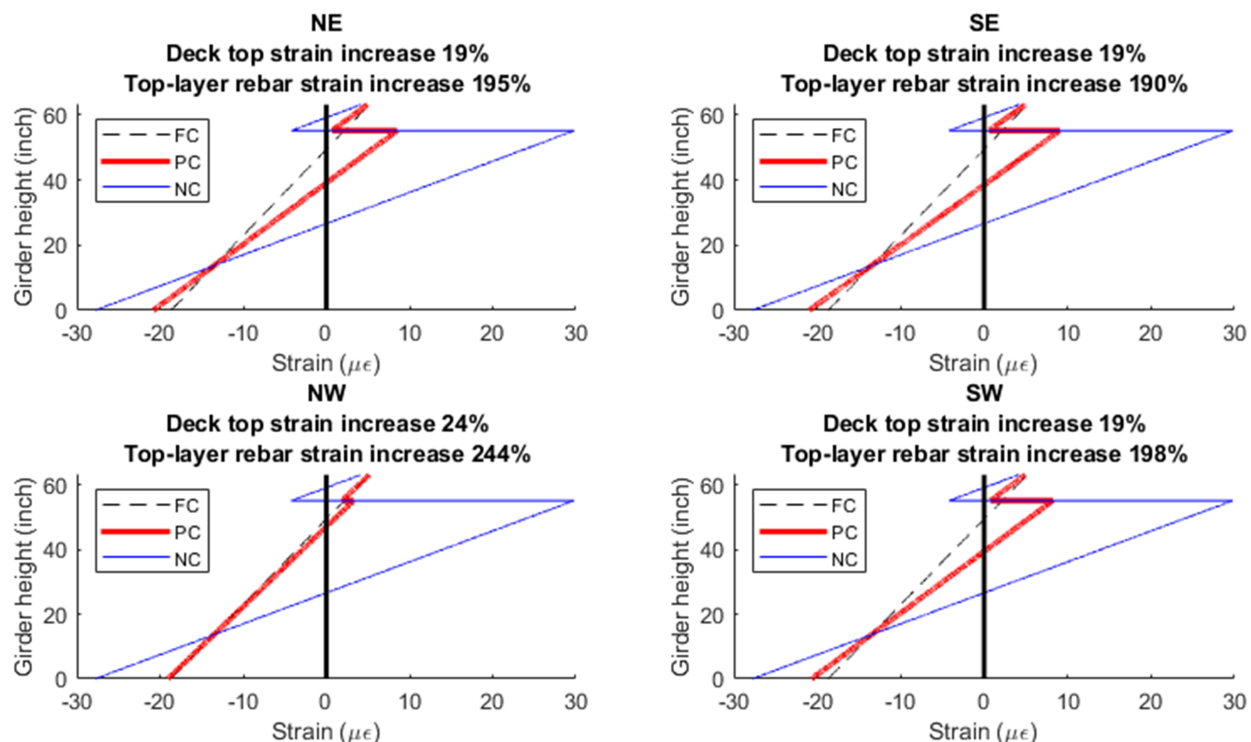 NE
Deck top strain increase 19%
Top-layer rebar strain increase 195%
60
40
20
0
Girder height (inch)
FC
PC
NC
-30 -20 -10 0 10 20 30
Strain (με)
SE
Deck top strain increase 19%
Top-layer rebar strain increase 190%
60
40
20
0
Girder height (inch)
FC
PC
NC
-30 -20 -10 0 10 20 30
Strain (με)
NW
Deck top strain increase 24%
Top-layer rebar strain increase 244%
60
40
20
0
Girder height (inch)
FC
PC
NC
-30 -20 -10 0 10 20 30
Strain (με)
SW
Deck top strain increase 19%
Top-layer rebar strain increase 198%
60
40
20
0
Girder height (inch)
FC
PC
NC
-30 -20 -10 0 10 20 30
Strain (με)